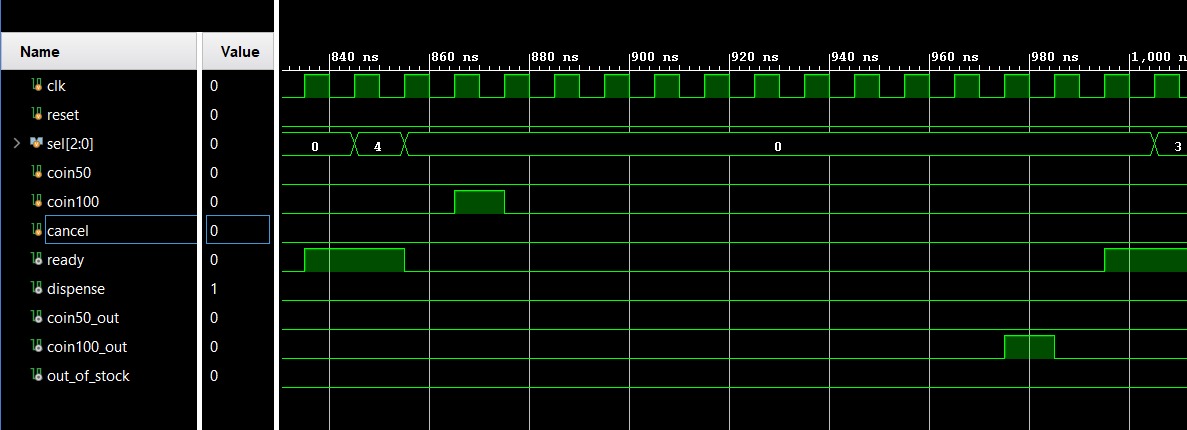 Name Value
840 ns 860 ns 880 ns 900 ns 920 ns 940 ns 960 ns 980 ns 1,000 ns
clk 0
reset 0
sel[2:0] 0 0 4 0 3
coin50 0
coin100 0
cancel 0
ready 0
dispense 1
coin50_out 0
coin100_out 0
out_of_stock 0